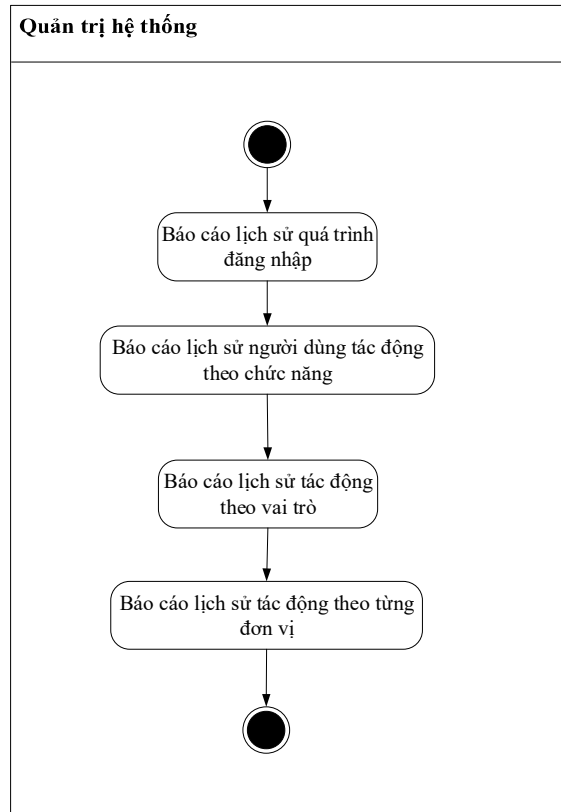 Quản trị hệ thống
Báo cáo lịch sử quá trình
đăng nhập
Báo cáo lịch sử người dùng tác động
theo chức năng
Báo cáo lịch sử tác động
theo vai trò
Báo cáo lịch sử tác động theo từng
đơn vị